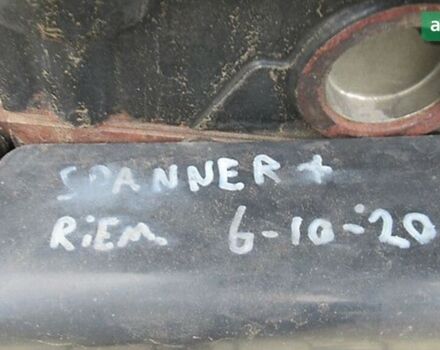 SPANNER +
RiEM. 6-10-'20
a